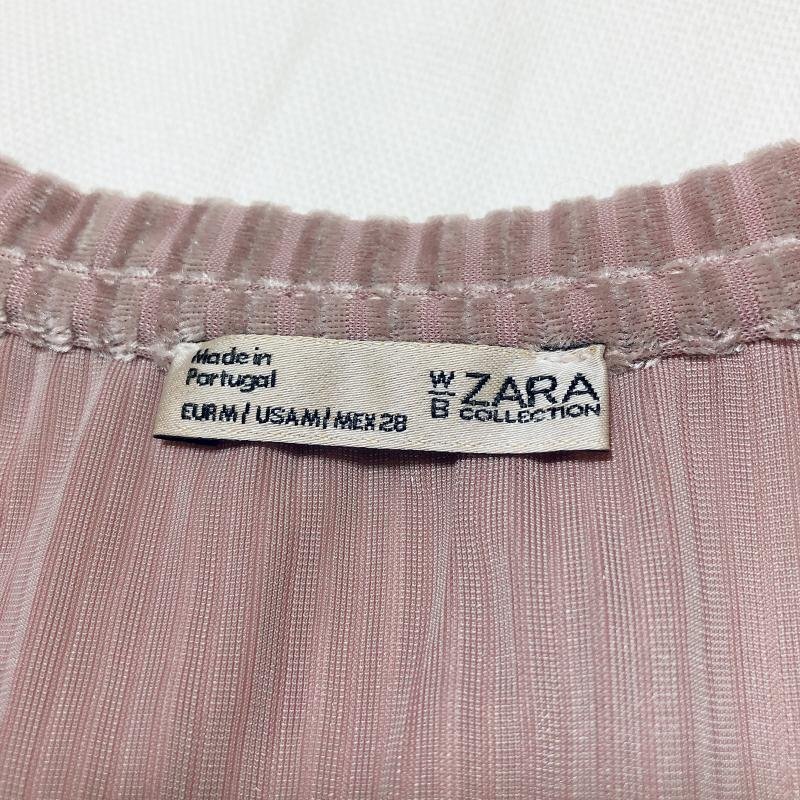 Made in
Portugal
EUR M / USA M / MEX 28
W
B
ZARA
COLLECTION